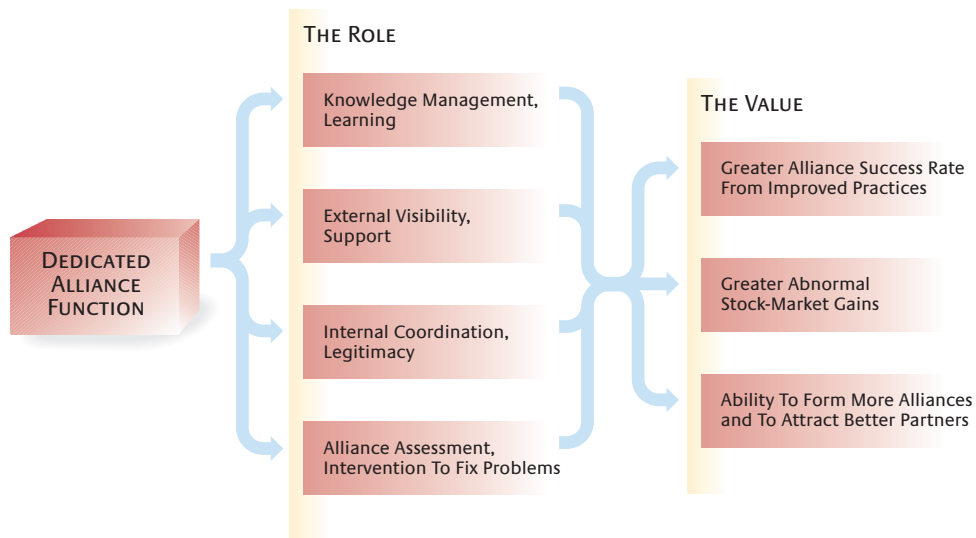 DEDICATED
ALLIANCE
FUNCTION
THE ROLE
Knowledge Management,
Learning
External Visibility,
Support
Internal Coordination,
Legitimacy
Alliance Assessment,
Intervention To Fix Problems
THE VALUE
Greater Alliance Success Rate
From Improved Practices
Greater Abnormal
Stock-Market Gains
Ability To Form More Alliances
and To Attract Better Partners